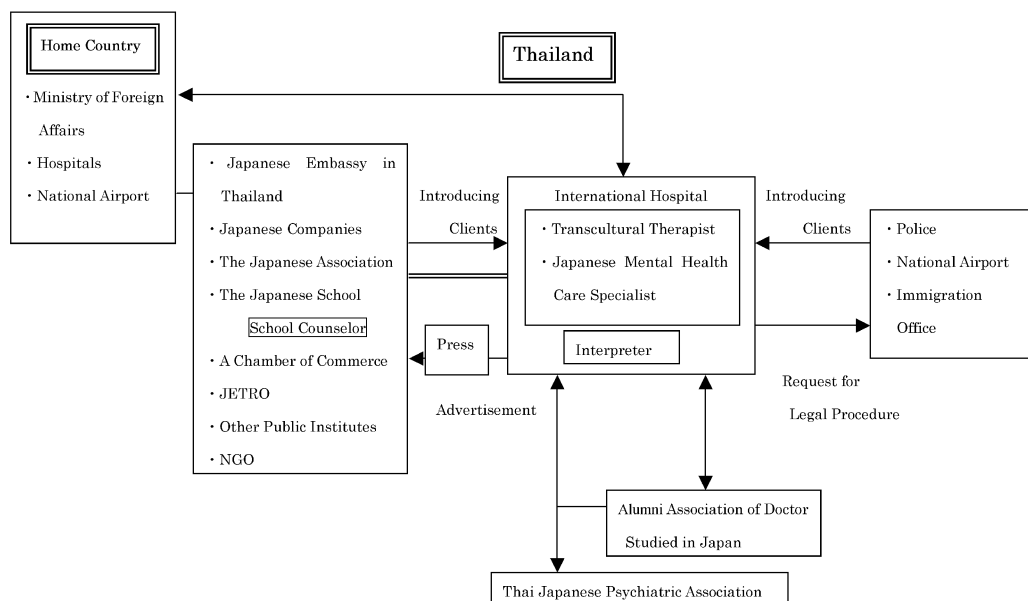 Home Country
・Ministry of Foreign
Affairs
・Hospitals
・National Airport
Thailand
・ Japanese Embassy in
Thailand
・Japanese Companies
・The Japanese Association
・The Japanese School
School Counselor
・A Chamber of Commerce
・JETRO
・Other Public Institutes
・NGO
Introducing
Clients
Press
Advertisement
International Hospital
・Transcultural Therapist
・Japanese Mental Health
Care Specialist
Interpreter
Introducing
Clients
・Police
・National Airport
・Immigration
Office
Request for
Legal Procedure
Alumni Association of Doctor
Studied in Japan
Thai Japanese Psychiatric Association